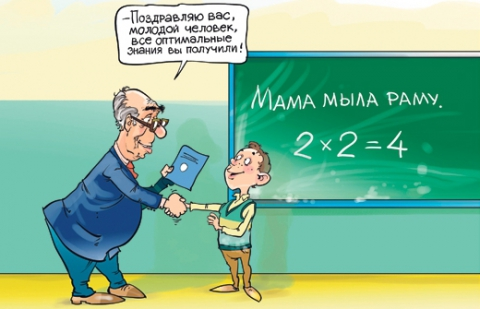 -Поздравляю вас,
молодой человек,
все оптимальные
знания вы получили!
Мама мыла раму.
2×2=4